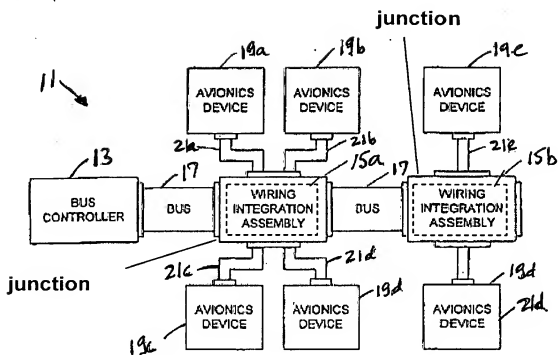 junction
19a
19b
19e
11
AVIONICS
DEVICE
AVIONICS
DEVICE
AVIONICS
DEVICE
21a
21b
21e
13
17
15a
17
15b
BUS
CONTROLLER
BUS
WIRING
INTEGRATION
ASSEMBLY
BUS
WIRING
INTEGRATION
ASSEMBLY
junction
21c
21d
19d
AVIONICS
DEVICE
AVIONICS
DEVICE
AVIONICS
DEVICE
19c
19d
21d